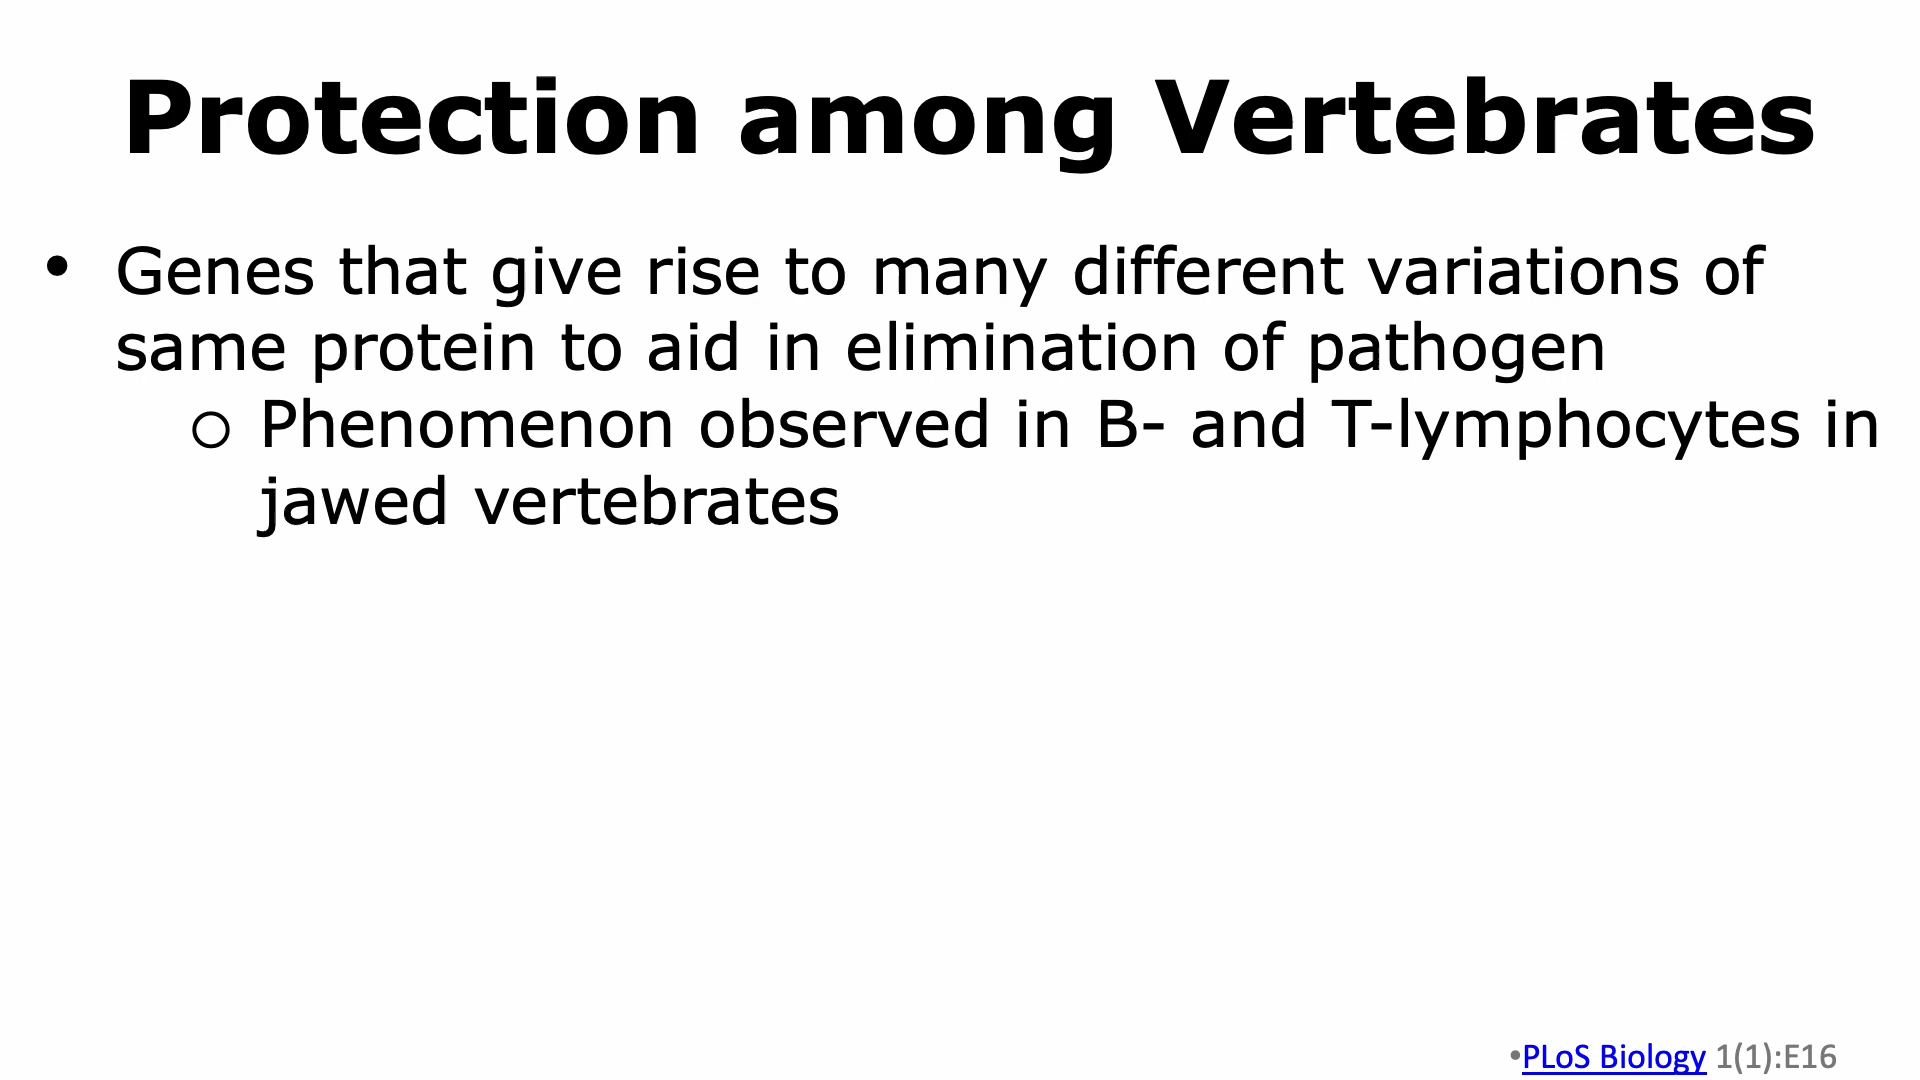 Protection among Vertebrates
• Genes that give rise to many different variations of
same protein to aid in elimination of pathogen
○ Phenomenon observed in B- and T-lymphocytes in
jawed vertebrates
•PLoS Biology 1(1):E16